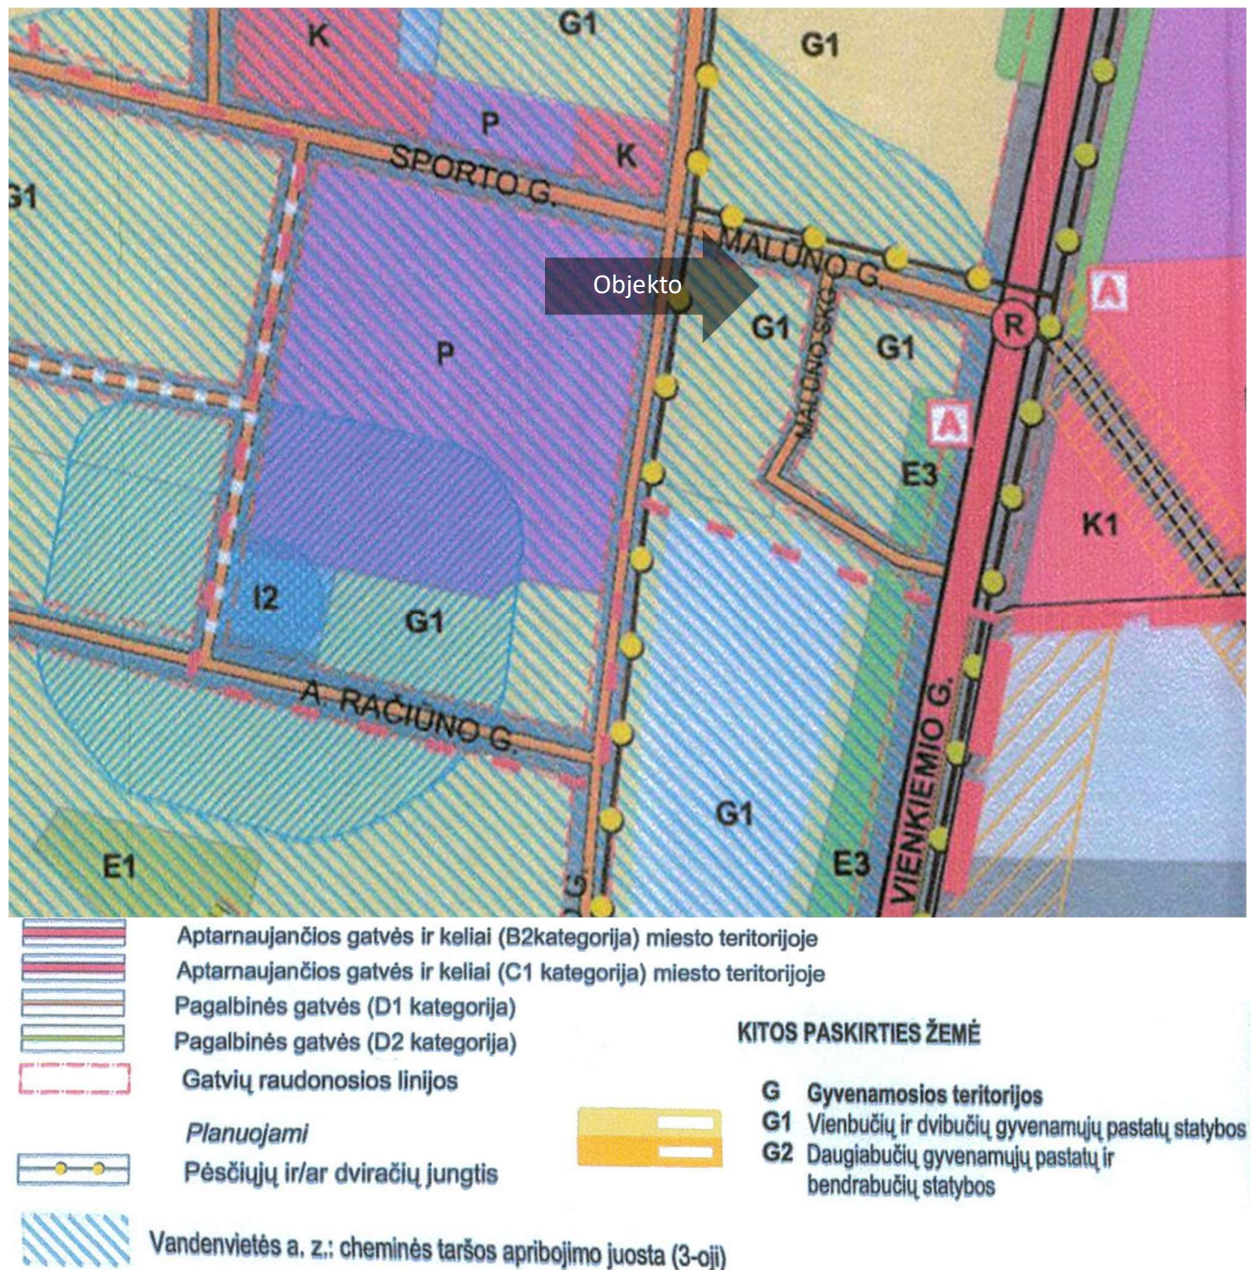 K
G1
G1
P
K
SPORTO G.
G1
MALŪNO G.
Objekto
A
R
G1
G1
MALŪNO SKG.
P
A
E3
K1
I2
G1
A. RAČIŪNO G.
VIENKIEMIO G.
G1
E1
E3
G.
Aptarnaujančios gatvės ir keliai (B2kategorija) miesto teritorijoje
Aptarnaujančios gatvės ir keliai (C1 kategorija) miesto teritorijoje
Pagalbinės gatvės (D1 kategorija)
Pagalbinės gatvės (D2 kategorija)
Gatvių raudonosios linijos
Planuojami
Pėsčiųjų ir/ar dviračių jungtis
Vandenvietės a. z.: cheminės taršos apribojimo juosta (3-oji)
KITOS PASKIRTIES ŽEMĖ
G Gyvenamosios teritorijos
G1 Vienbučių ir dvibučių gyvenamųjų pastatų statybos
G2 Daugiabučių gyvenamųjų pastatų ir
bendrabučių statybos